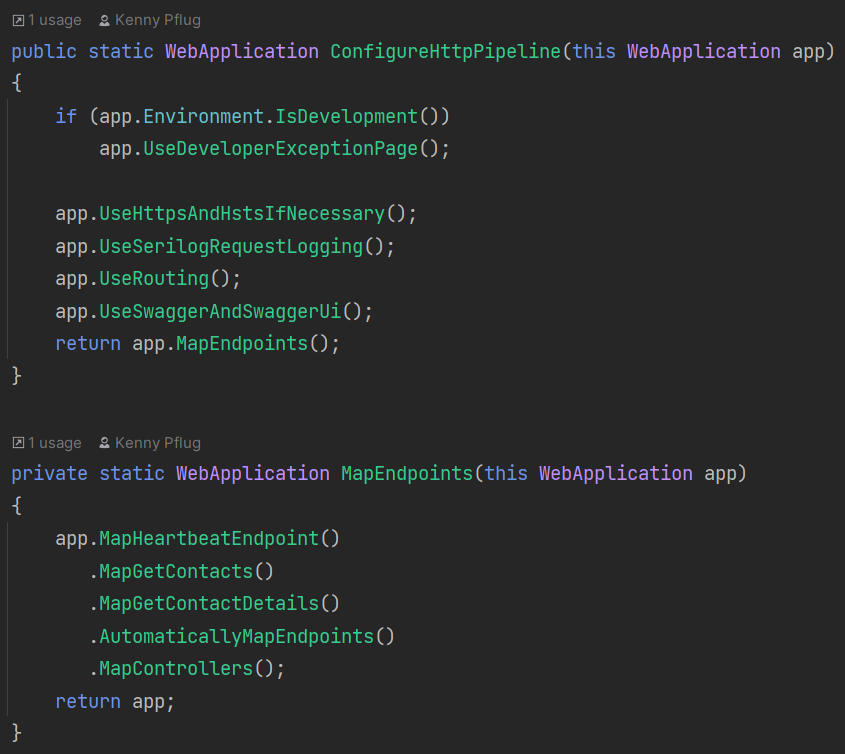 1 usage Kenny Pflug
public static WebApplication ConfigureHttpPipeline(this WebApplication app)
{
    if (app.Environment.IsDevelopment())
        app.UseDeveloperExceptionPage();

    app.UseHttpsAndHstsIfNecessary();
    app.UseSerilogRequestLogging();
    app.UseRouting();
    app.UseSwaggerAndSwaggerUi();
    return app.MapEndpoints();
}

1 usage Kenny Pflug
private static WebApplication MapEndpoints(this WebApplication app)
{
    app.MapHeartbeatEndpoint()
       .MapGetContacts()
       .MapGetContactDetails()
       .AutomaticallyMapEndpoints()
       .MapControllers();
    return app;
}